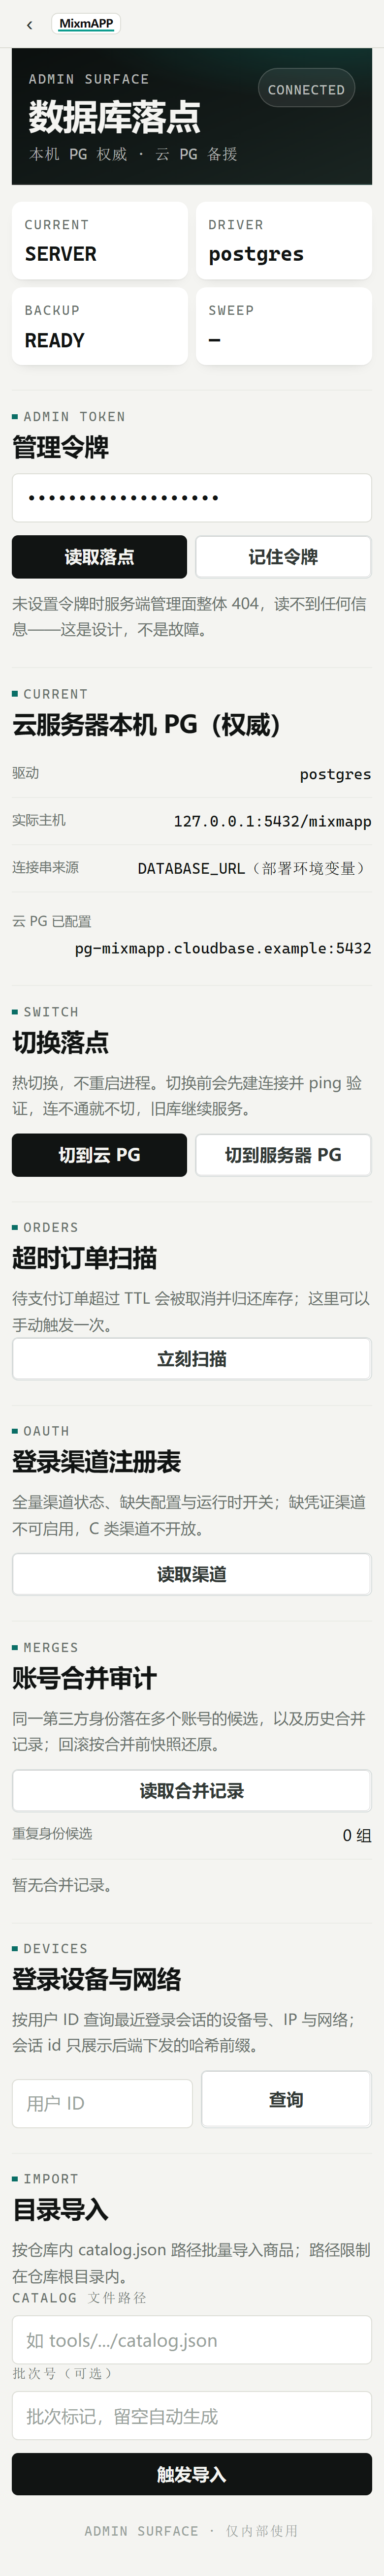 ‹ MixmAPP
ADMIN SURFACE
CONNECTED
数据库落点
本机 PG 权威 · 云 PG 备援
CURRENT
SERVER
DRIVER
postgres
BACKUP
READY
SWEEP
—
ADMIN TOKEN
管理令牌
•••••••••••••••••••
读取落点
记住令牌
未设置令牌时服务端管理面整体 404，读不到任何信
息——这是设计，不是故障。
CURRENT
云服务器本机 PG（权威）
驱动
postgres
实际主机
127.0.0.1:5432/mixmapp
连接串来源
DATABASE_URL（部署环境变量）
云 PG 已配置
pg-mixmapp.cloudbase.example:5432
SWITCH
切换落点
热切换，不重启进程。切换前会先建连接并 ping 验
证，连不通就不切，旧库继续服务。
切到云 PG
切到服务器 PG
ORDERS
超时订单扫描
待支付订单超过 TTL 会被取消并归还库存；这里可以
手动触发一次。
立刻扫描
OAUTH
登录渠道注册表
全量渠道状态、缺失配置与运行时开关；缺凭证渠道
不可启用，C 类渠道不开放。
读取渠道
MERGES
账号合并审计
同一第三方身份落在多个账号的候选，以及历史合并
记录；回滚按合并前快照还原。
读取合并记录
重复身份候选
0 组
暂无合并记录。
DEVICES
登录设备与网络
按用户 ID 查询最近登录会话的设备号、IP 与网络；
会话 id 只展示后端下发的哈希前缀。
用户 ID
查询
IMPORT
目录导入
按仓库内 catalog.json 路径批量导入商品；路径限制
在仓库根目录内。
CATALOG 文件路径
如 tools/…/catalog.json
批次号（可选）
批次标记，留空自动生成
触发导入
ADMIN SURFACE · 仅内部使用